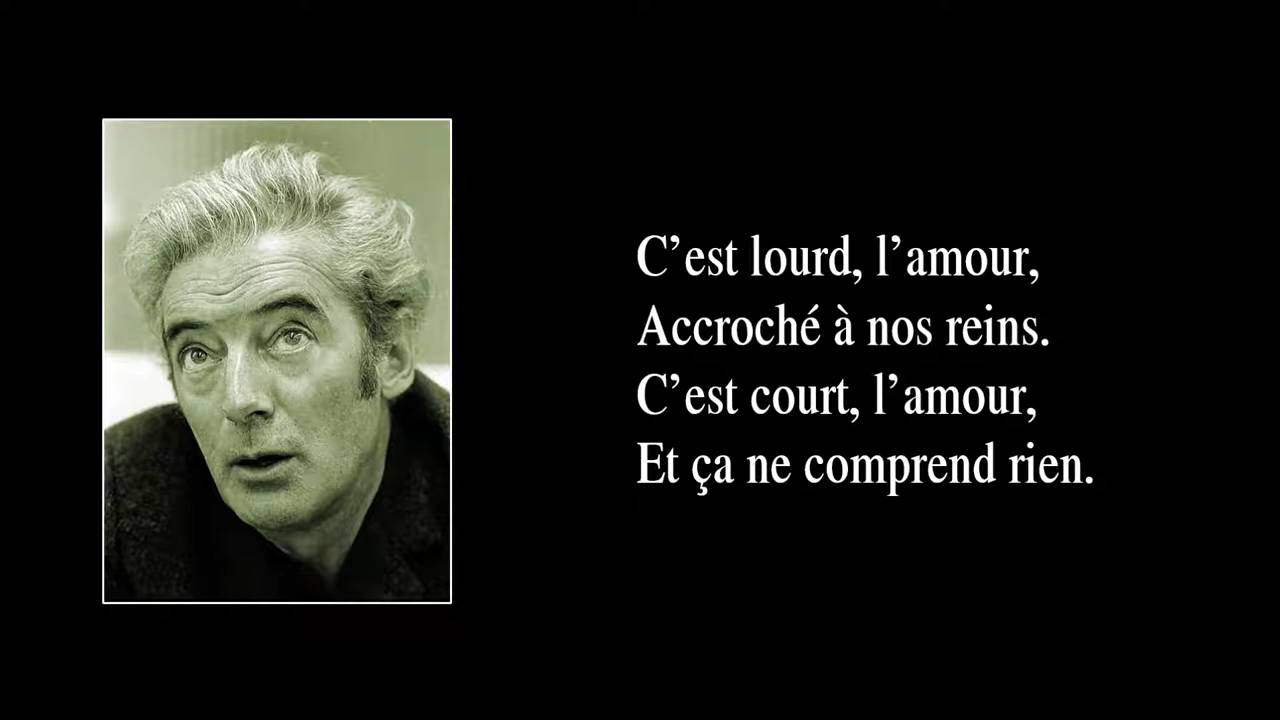 C’est lourd, l’amour,
Accroché à nos reins.
C’est court, l’amour,
Et ça ne comprend rien.